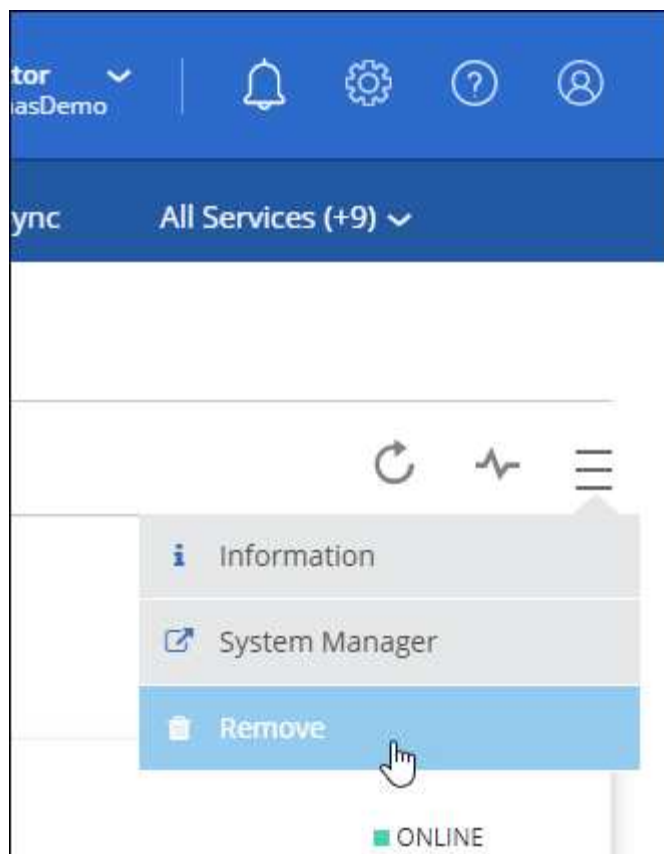 tor
asDemo
ync All Services (+9)
Information
System Manager
Remove
ONLINE